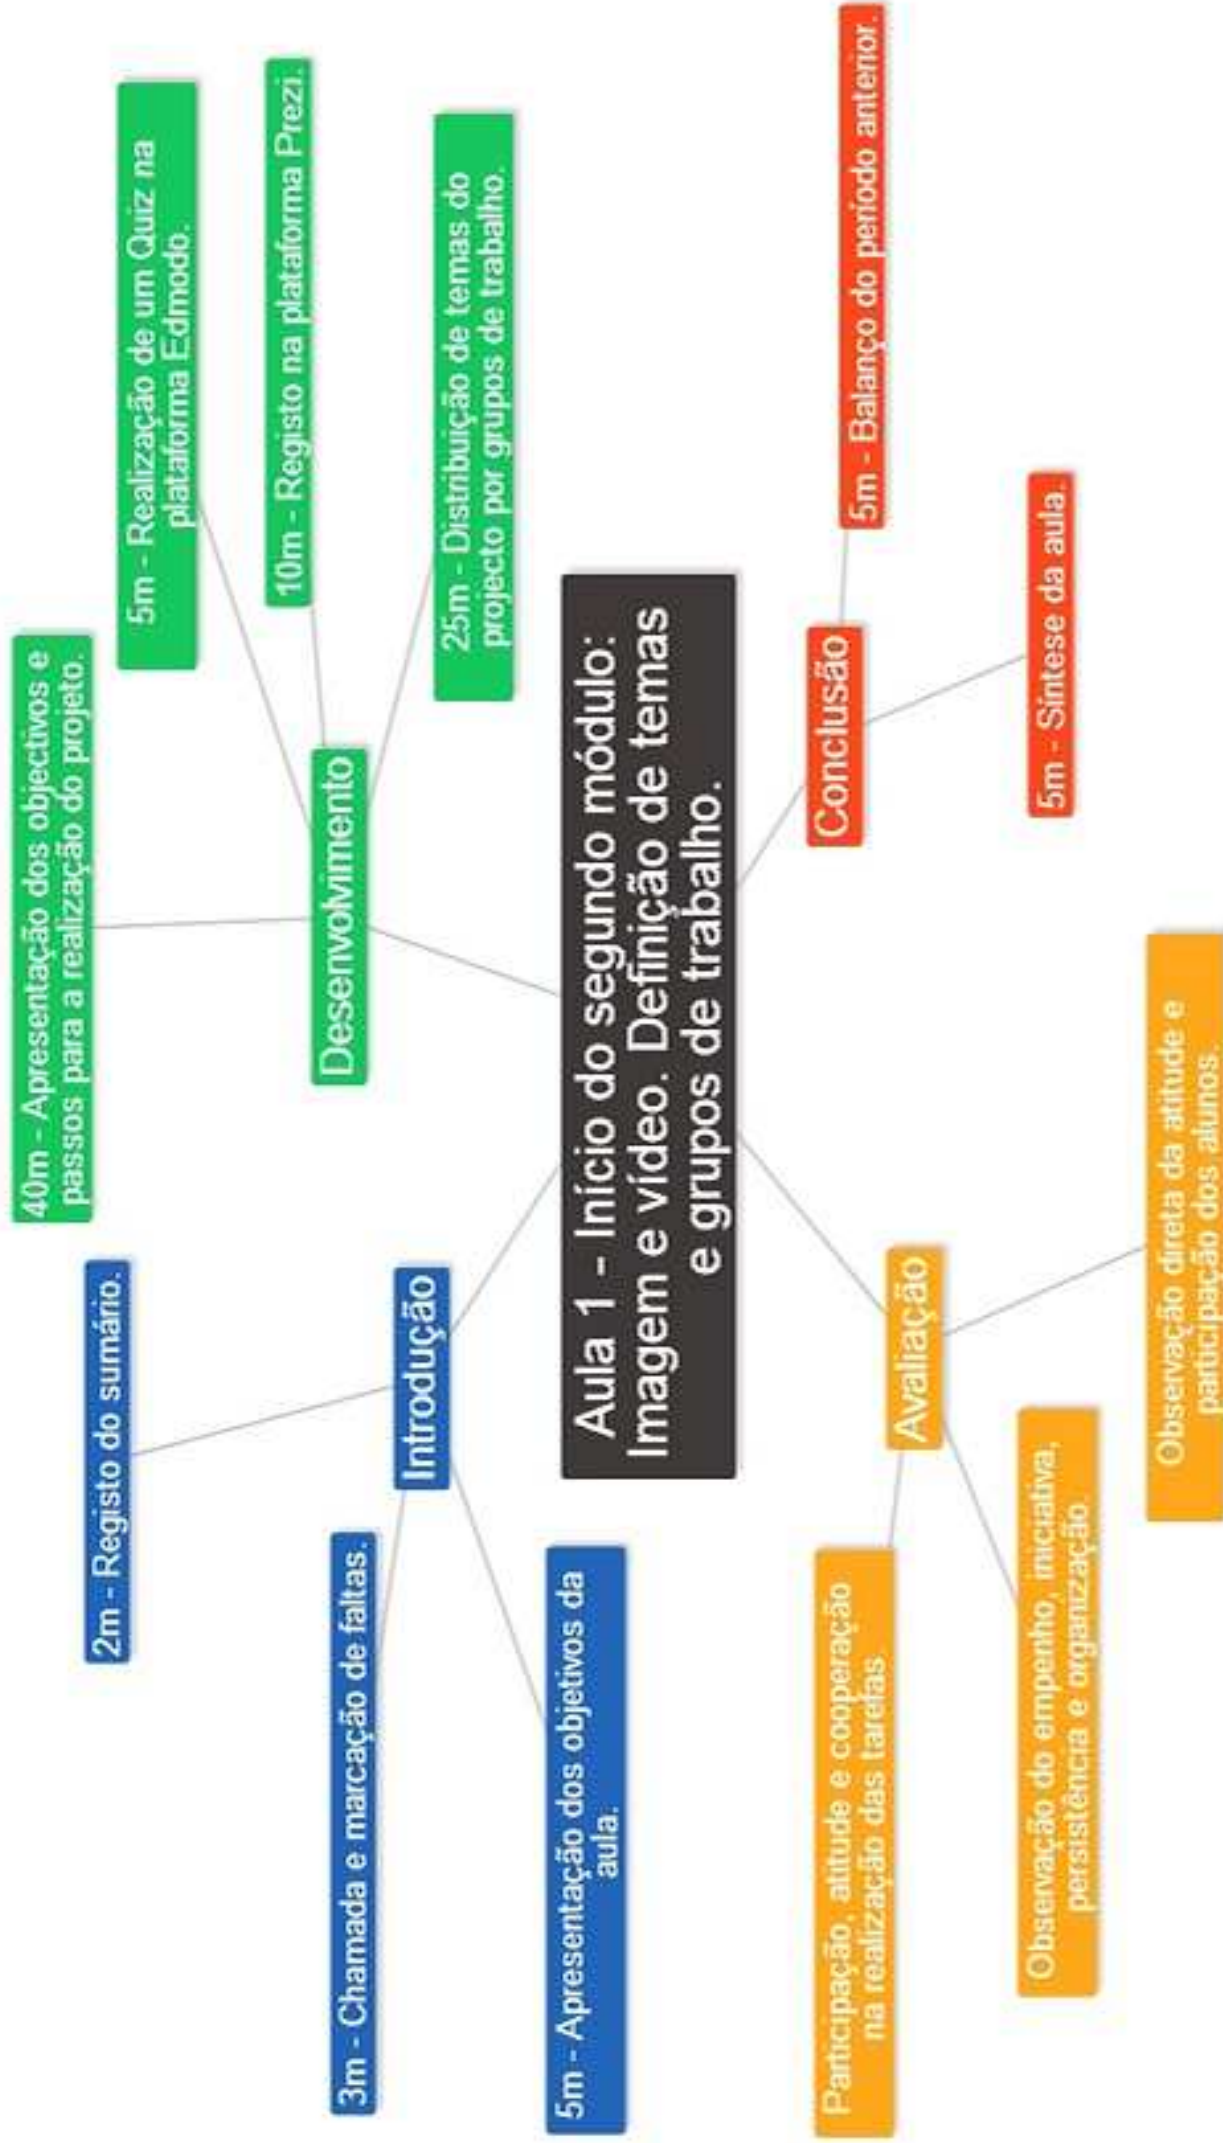 2m - Registo do sumário.
3m - Chamada e marcação de faltas.
Introdução
5m - Apresentação dos objetivos da
aula.
40m - Apresentação dos objectivos e
passos para a realização do projeto.
5m - Realização de um Quiz na
plataforma Edmodo.
10m - Registo na plataforma Prezi.
Desenvolvimento
25m - Distribuição de temas do
projecto por grupos de trabalho.
Aula 1 - Início do segundo módulo:
Imagem e vídeo. Definição de temas
e grupos de trabalho.
Participação, atitude e cooperação
na realização das tarefas.
Avaliação
Observação do empenho, iniciativa,
persistência e organização.
Observação direta da atitude e
participação dos alunos.
Conclusão
5m - Balanço do período anterior.
5m - Síntese da aula.